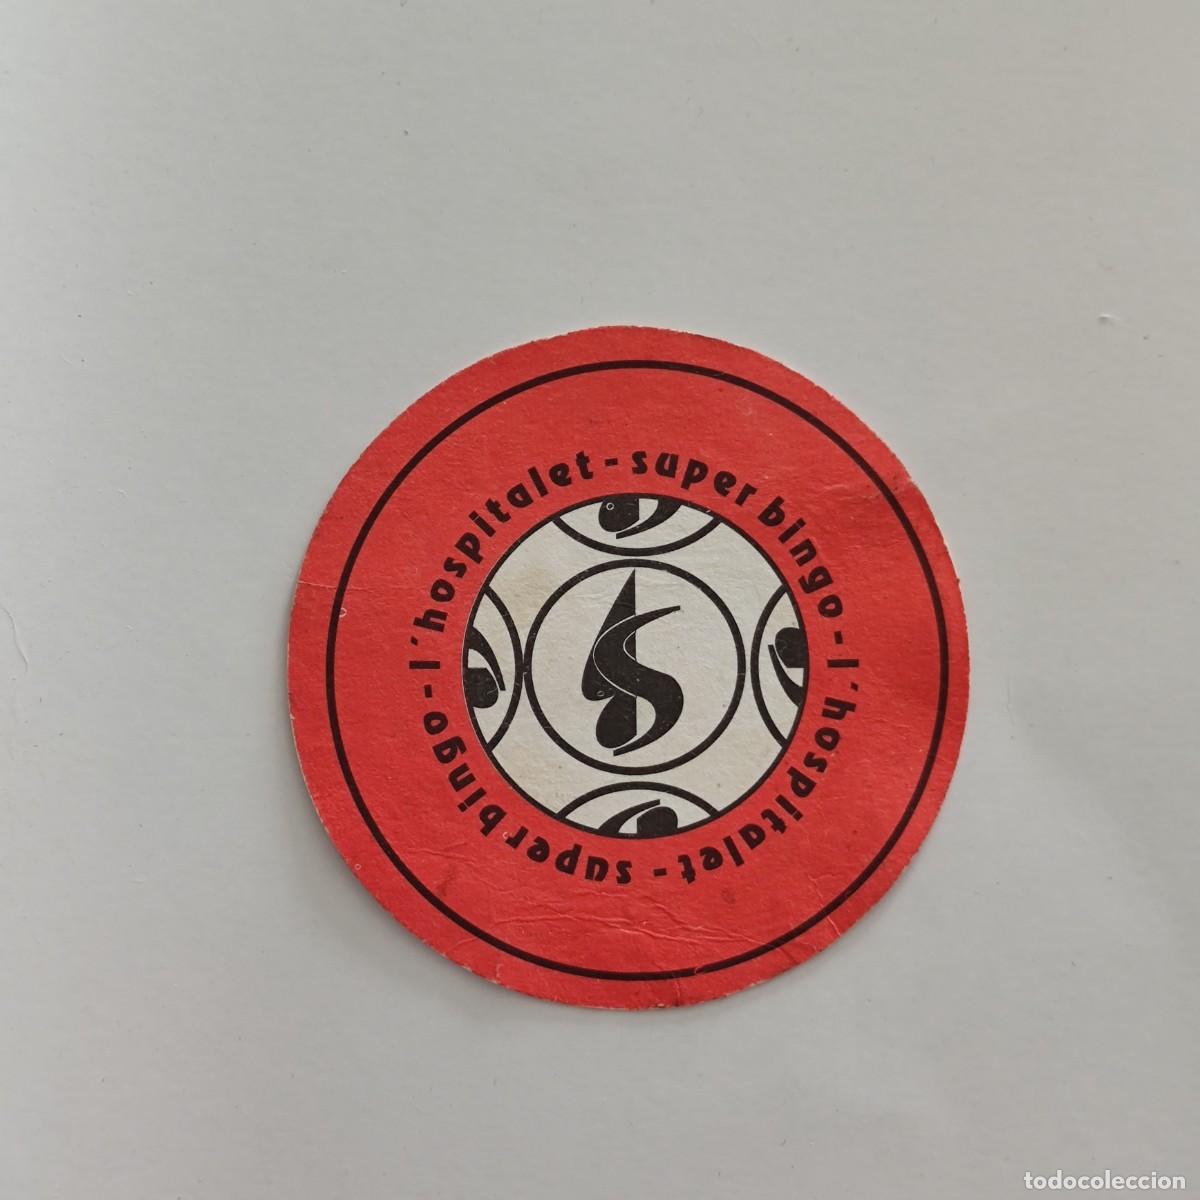 l'hospitalet - super bingo - l'hospitalet - super bingo -
todocoleccion